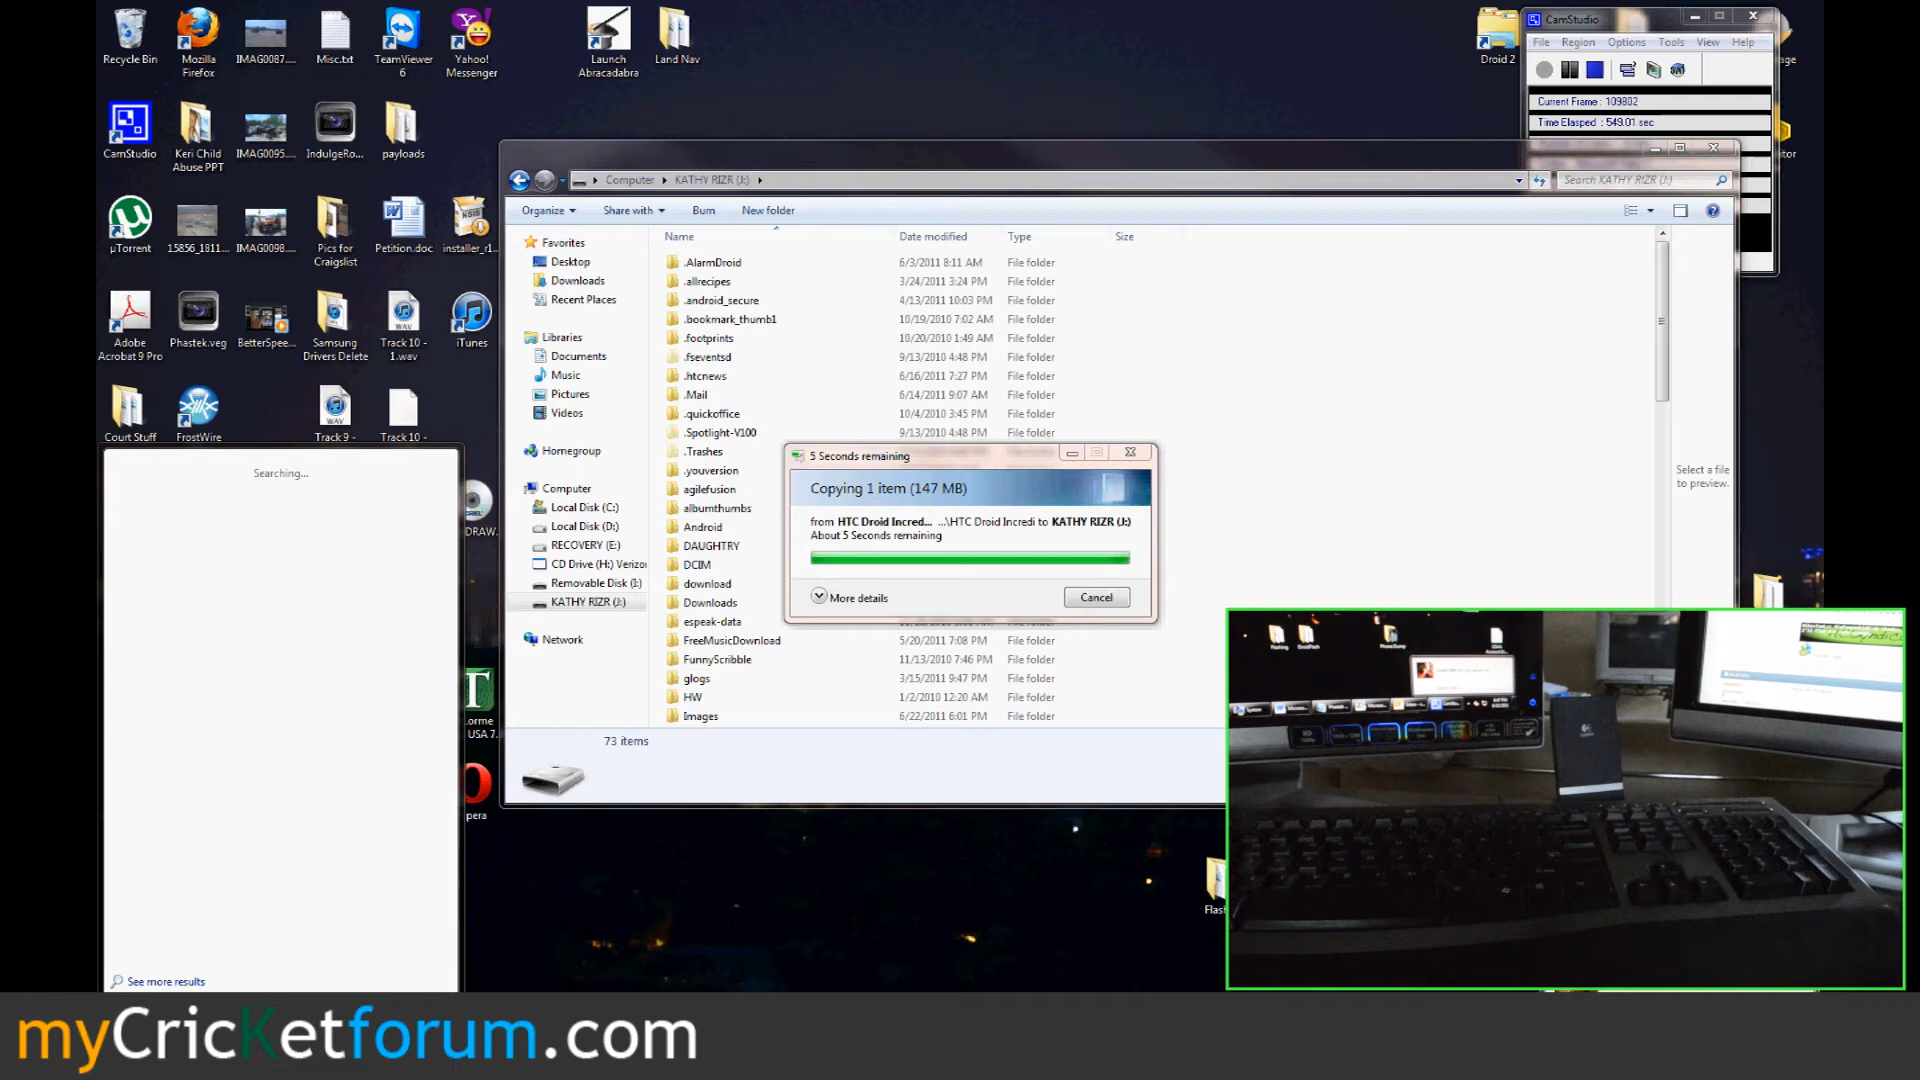 Recycle Bin
Mozilla Firefox
IMAG0087....
Misc.txt
TeamViewer 6
Yahoo! Messenger
Launch Abracadabra
Land Nav
Droid 2
CamStudio
Keri Child Abuse PPT
IMAG0095....
IndulgeRo...
payloads
µTorrent
15856_1811...
IMAG0098....
Pics for Craigslist
Petition.doc
installer_r1...
Adobe Acrobat 9 Pro
Phastek.veg
BetterSpee...
Samsung Drivers Delete
Track 10 - 1.wav
iTunes
Court Stuff
FrostWire
Track 9 -
Track 10 -
Searching...
See more results
CamStudio
File Region Options Tools View Help
Current Frame : 109802
Time Elapsed : 549.01 sec
Computer KATHY RIZR (J:)
Search KATHY RIZR (J:)
Organize Share with Burn New folder
Name Date modified Type Size
Favorites
Desktop
Downloads
Recent Places
Libraries
Documents
Music
Pictures
Videos
Homegroup
Computer
Local Disk (C:)
Local Disk (D:)
RECOVERY (E:)
CD Drive (H:) Verizo
Removable Disk (I:)
KATHY RIZR (J:)
Network
.AlarmDroid 6/3/2011 8:11 AM File folder
.allrecipes 3/24/2011 3:24 PM File folder
.android_secure 4/13/2011 10:03 PM File folder
.bookmark_thumb1 10/19/2010 7:02 AM File folder
.footprints 10/20/2010 1:49 AM File folder
.fseventsd 9/13/2010 4:48 PM File folder
.htcnews 6/16/2011 7:27 PM File folder
.Mail 6/14/2011 9:07 AM File folder
.quickoffice 10/4/2010 3:45 PM File folder
.Spotlight-V100 9/13/2010 4:48 PM File folder
.Trashes
.youversion
agilefusion
albumthumbs
Android
DAUGHTRY
DCIM
download
Downloads
espeak-data
FreeMusicDownload 5/20/2011 7:08 PM File folder
FunnyScribble 11/13/2010 7:46 PM File folder
glogs 3/15/2011 9:47 PM File folder
HW 1/2/2010 12:20 AM File folder
Images 6/22/2011 6:01 PM File folder
Select a file to preview.
5 Seconds remaining
Copying 1 item (147 MB)
from HTC Droid Incred... ...\HTC Droid Incredi to KATHY RIZR (J:)
About 5 Seconds remaining
More details
Cancel
73 items
myCricKetforum.com